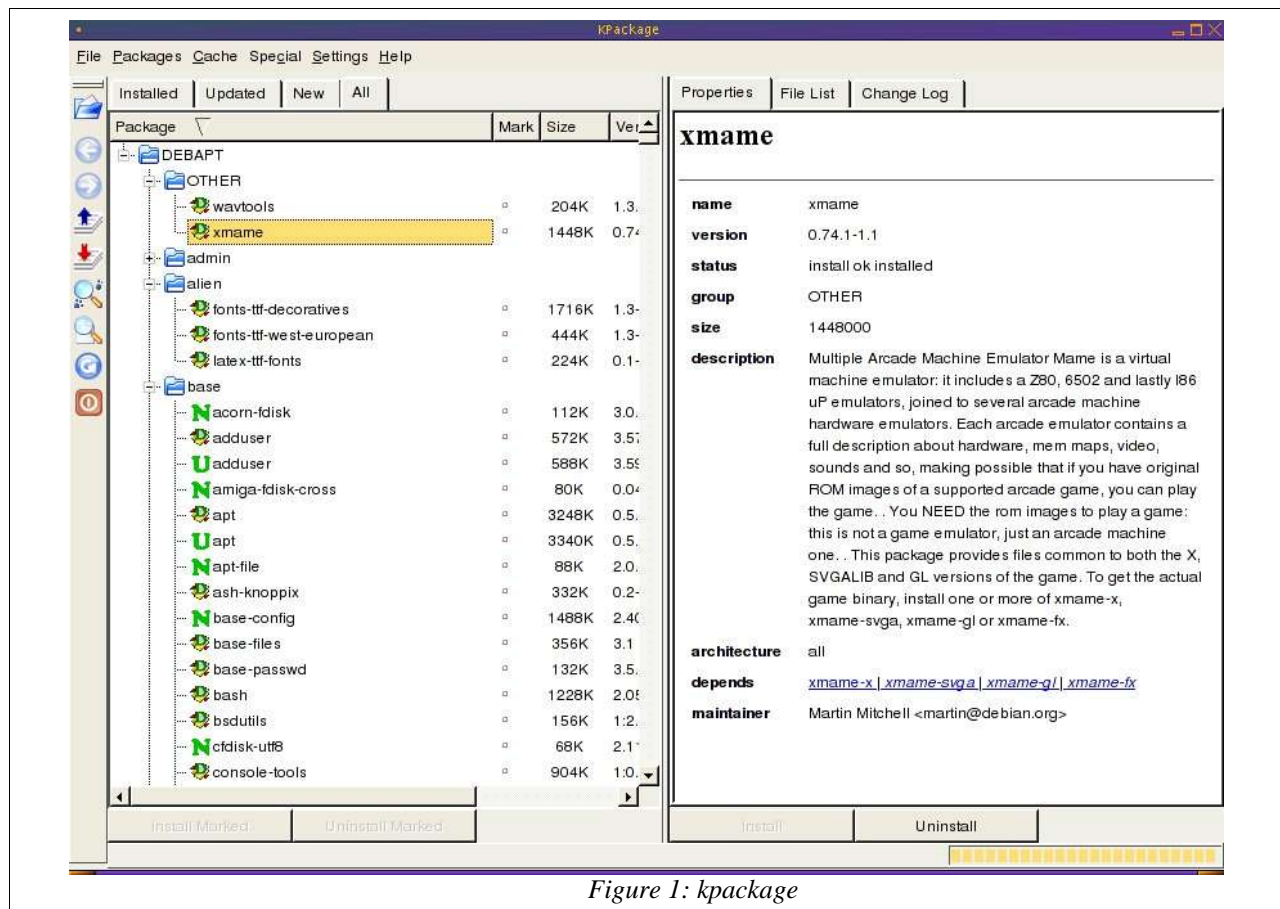 KPackage
File Packages Cache Special Settings Help
Installed Updated New All
Package Mark Size Ver
DEBAPT
OTHER
wavtools 204K 1.3.
xmame 1448K 0.74
admin
alien
fonts-ttf-decoratives 1716K 1.3-
fonts-ttf-west-european 444K 1.3-
latex-ttf-fonts 224K 0.1-
base
N acorn-fdisk 112K 3.0.
adduser 572K 3.57
U adduser 588K 3.59
N amiga-fdisk-cross 80K 0.04
apt 3248K 0.5.
U apt 3340K 0.5.
N apt-file 88K 2.0.
ash-knoppix 332K 0.2-
N base-config 1488K 2.40
base-files 356K 3.1
base-passwd 132K 3.5.
bash 1228K 2.05
bsdutils 156K 1:2.
N cfdisk-utf8 68K 2.1
console-tools 904K 1:0.
Install Marked Uninstall Marked
Properties File List Change Log
xmame
name xmame
version 0.74.1-1.1
status install ok installed
group OTHER
size 1448000
description Multiple Arcade Machine Emulator Mame is a virtual
machine emulator: it includes a Z80, 6502 and lastly I86
uP emulators, joined to several arcade machine
hardware emulators. Each arcade emulator contains a
full description about hardware, mem maps, video,
sounds and so, making possible that if you have original
ROM images of a supported arcade game, you can play
the game. . You NEED the rom images to play a game:
this is not a game emulator, just an arcade machine
one. . This package provides files common to both the X,
SVGALIB and GL versions of the game. To get the actual
game binary, install one or more of xmame-x,
xmame-svga, xmame-gl or xmame-fx.
architecture all
depends xmame-x | xmame-svga | xmame-gl | xmame-fx
maintainer Martin Mitchell <martin@debian.org>
Install Uninstall
Figure 1: kpackage